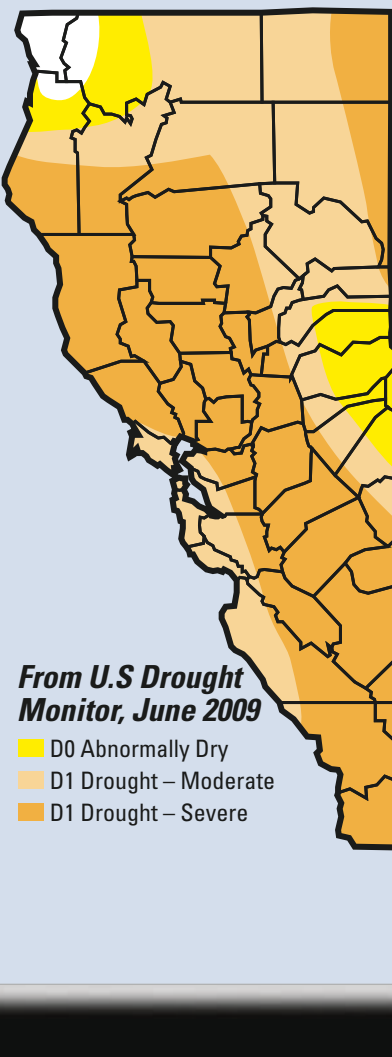 From U.S Drought
Monitor, June 2009
D0 Abnormally Dry
D1 Drought – Moderate
D1 Drought – Severe